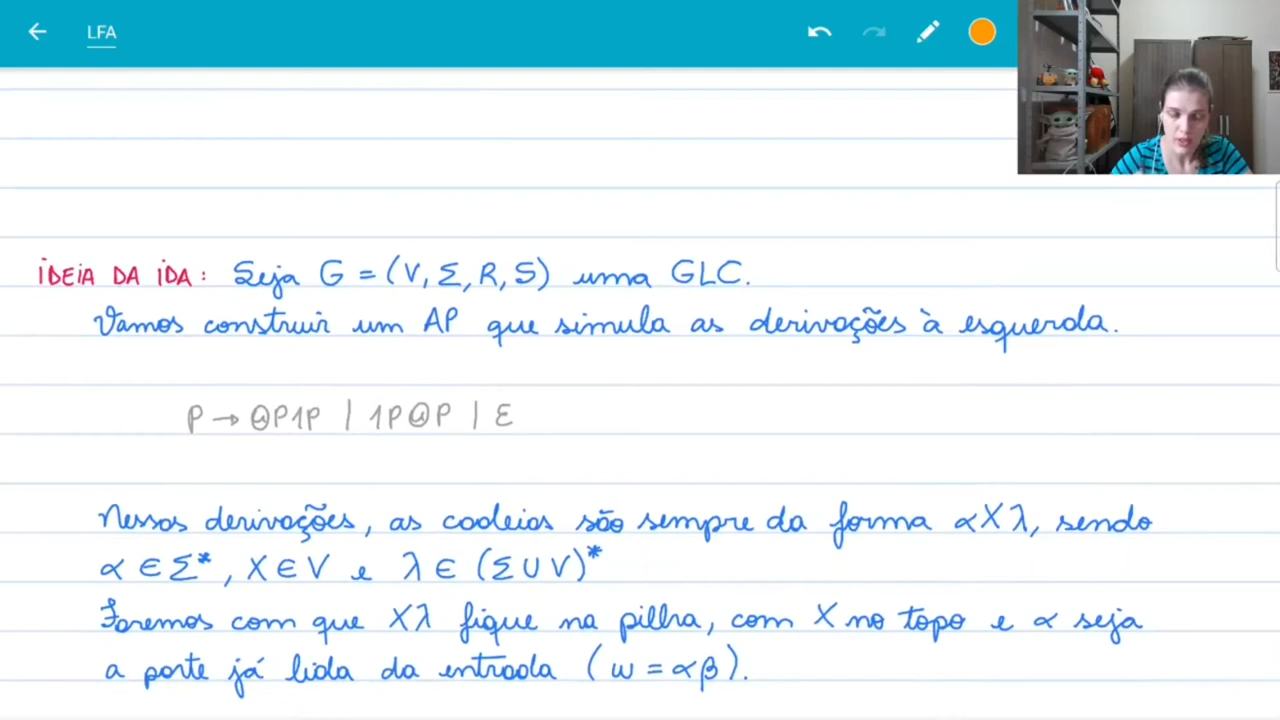 LFA
IDEIA DA IDA: Seja G = (V, Σ, R, S) uma GLC.
Vamos construir um AP que simula as derivações à esquerda.
P → 0P1P | 1P0P | ε
Nessas derivações, as cadeias são sempre da forma αXλ, sendo
α ∈ Σ*, X ∈ V e λ ∈ (Σ ∪ V)*
Faremos com que Xλ fique na pilha, com X no topo e α seja
a parte já lida da entrada (w = αβ).